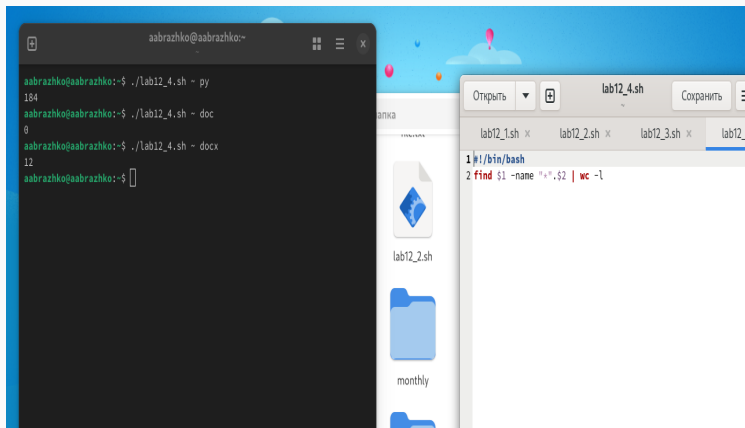 aabrazhko@aabrazhko:~
aabrazhko@aabrazhko:~$ ./lab12_4.sh ~ py
184
aabrazhko@aabrazhko:~$ ./lab12_4.sh ~ doc
0
aabrazhko@aabrazhko:~$ ./lab12_4.sh ~ docx
12
aabrazhko@aabrazhko:~$
апка
lab12_2.sh
monthly
Открыть
lab12_4.sh
Сохранить
lab12_1.sh × lab12_2.sh × lab12_3.sh × lab12_
1 #!/bin/bash
2 find $1 -name "*".$2 | wc -l